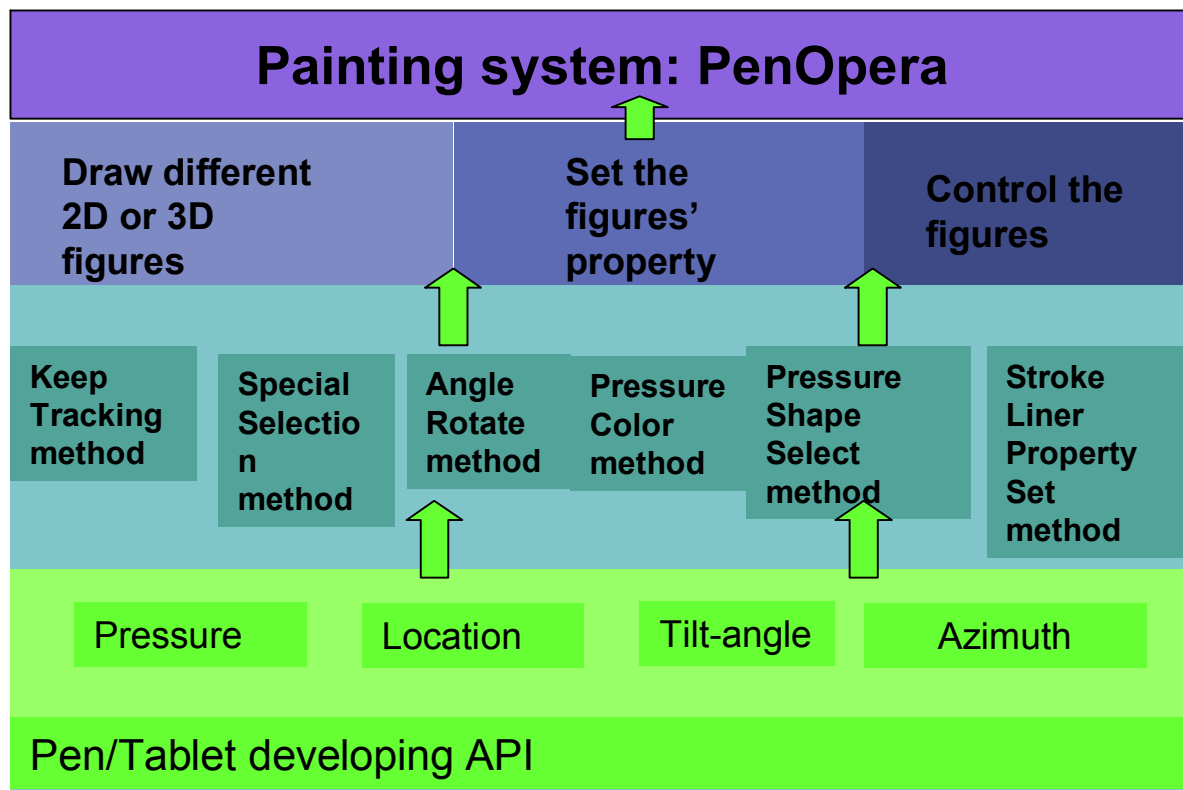 Painting system: PenOpera
Draw different
2D or 3D
figures
Set the
figures’
property
Control the
figures
Keep
Tracking
method
Special
Selectio
n
method
Angle
Rotate
method
Pressure
Color
method
Pressure
Shape
Select
method
Stroke
Liner
Property
Set
method
Pressure
Location
Tilt-angle
Azimuth
Pen/Tablet developing API